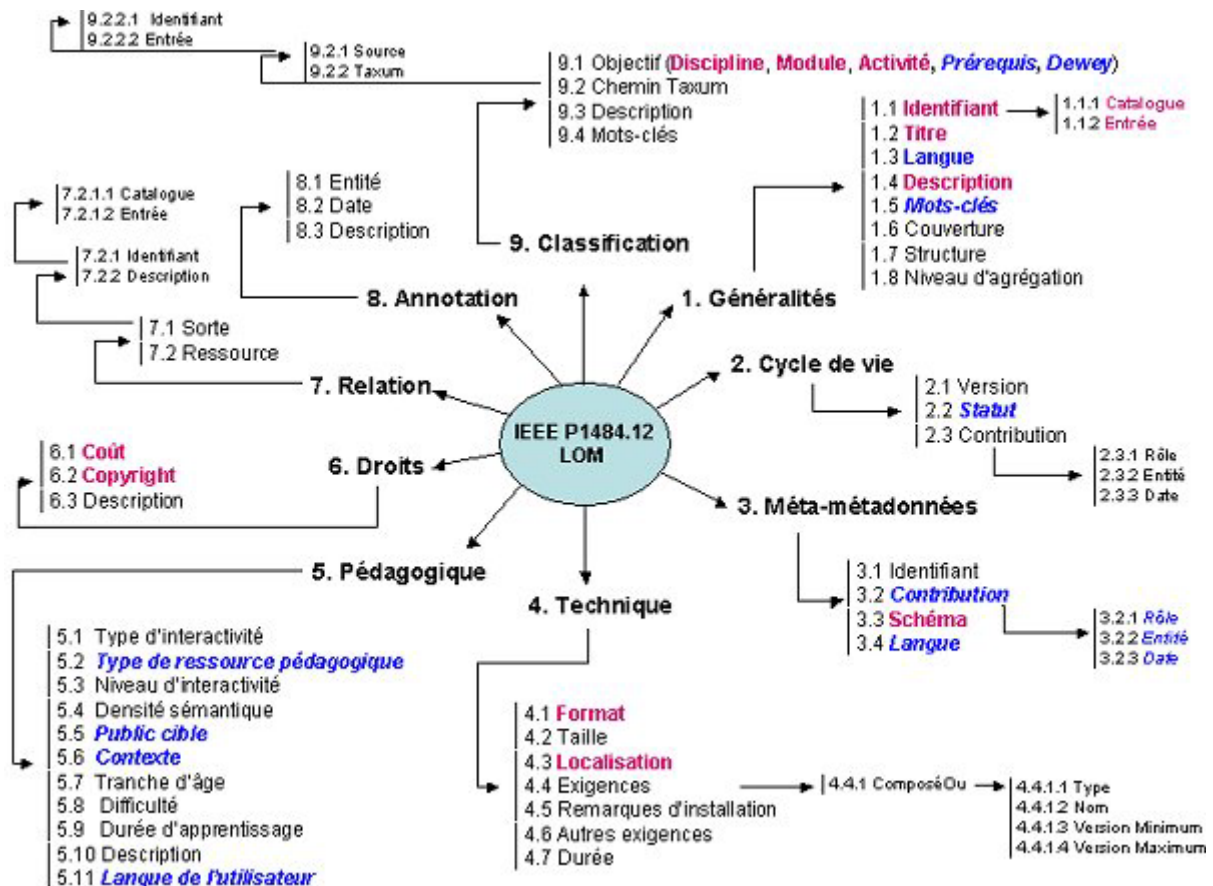 9.2.2.1 Identifiant
9.2.2.2 Entrée
9.2.1 Source
9.2.2 Taxum
9.1 Objectif (Discipline, Module, Activité, Prérequis, Dewey)
9.2 Chemin Taxum
9.3 Description
9.4 Mots-clés
9. Classification
1.1 Identifiant
1.2 Titre
1.3 Langue
1.4 Description
1.5 Mots-clés
1.6 Couverture
1.7 Structure
1.8 Niveau d'agrégation
1.1.1 Catalogue
1.1.2 Entrée
1. Généralités
8.1 Entité
8.2 Date
8.3 Description
8. Annotation
7.2.1.1 Catalogue
7.2.1.2 Entrée
7.2.1 Identifiant
7.2.2 Description
7.1 Sorte
7.2 Ressource
7. Relation
2. Cycle de vie
2.1 Version
2.2 Statut
2.3 Contribution
2.3.1 Rôle
2.3.2 Entité
2.3.3 Date
IEEE P1484.12
LOM
6.1 Coût
6.2 Copyright
6.3 Description
6. Droits
3. Méta-métadonnées
3.1 Identifiant
3.2 Contribution
3.3 Schéma
3.4 Langue
3.2.1 Rôle
3.2.2 Entité
3.2.3 Date
5. Pédagogique
5.1 Type d'interactivité
5.2 Type de ressource pédagogique
5.3 Niveau d'interactivité
5.4 Densité sémantique
5.5 Public cible
5.6 Contexte
5.7 Tranche d'âge
5.8 Difficulté
5.9 Durée d'apprentissage
5.10 Description
5.11 Langue de l'utilisateur
4. Technique
4.1 Format
4.2 Taille
4.3 Localisation
4.4 Exigences
4.5 Remarques d'installation
4.6 Autres exigences
4.7 Durée
4.4.1 ComposéOu
4.4.1.1 Type
4.4.1.2 Nom
4.4.1.3 Version Minimum
4.4.1.4 Version Maximum